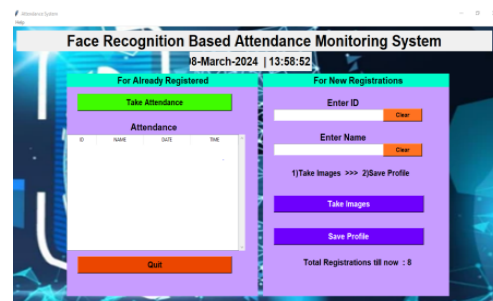 Attendance System
Help
Face Recognition Based Attendance Monitoring System
08-March-2024 | 13:58:52
For Already Registered
Take Attendance
Attendance
ID NAME DATE TIME
Quit
For New Registrations
Enter ID
Clear
Enter Name
Clear
1)Take Images >>> 2)Save Profile
Take Images
Save Profile
Total Registrations till now : 8